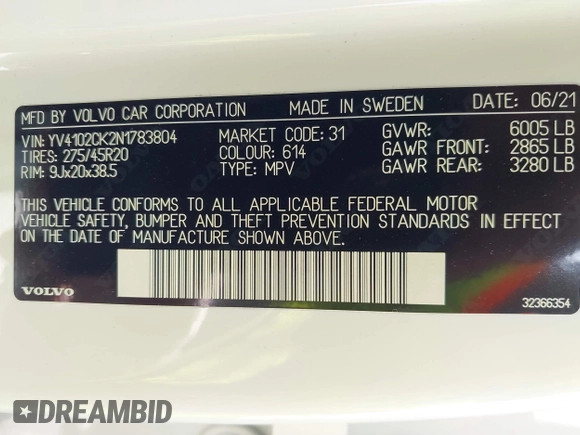 MFD BY VOLVO CAR CORPORATION MADE IN SWEDEN DATE: 06/21
VIN: YV4102CK2N1783804 MARKET CODE: 31 GVWR: 6005 LB
TIRES: 275/45R20 COLOUR: 614 GAWR FRONT: 2865 LB
RIM: 9Jx20x38.5 TYPE: MPV GAWR REAR: 3280 LB
THIS VEHICLE CONFORMS TO ALL APPLICABLE FEDERAL MOTOR
VEHICLE SAFETY, BUMPER AND THEFT PREVENTION STANDARDS IN EFFECT
ON THE DATE OF MANUFACTURE SHOWN ABOVE.
VOLVO 32366354
DREAMBID